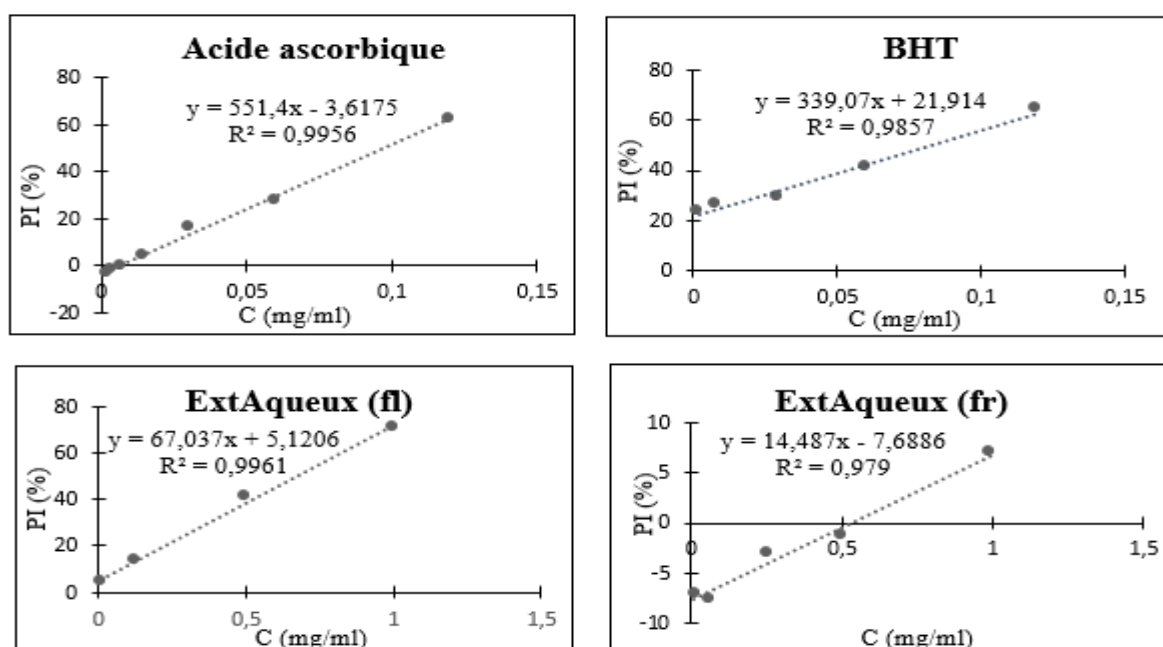 Acide ascorbique
y = 551,4x - 3,6175
R² = 0,9956
PI (%)
80
60
40
20
0
-20
0
0,05
0,1
0,15
C (mg/ml)
BHT
y = 339,07x + 21,914
R² = 0,9857
PI (%)
80
60
40
20
0
0
0,05
0,1
0,15
C (mg/ml)
ExtAqueux (fl)
y = 67,037x + 5,1206
R² = 0,9961
PI (%)
80
60
40
20
0
0
0,5
1
1,5
C (mg/ml)
ExtAqueux (fr)
y = 14,487x - 7,6886
R² = 0,979
PI (%)
10
5
0
-5
-10
0
0,5
1
1,5
C (mg/ml)